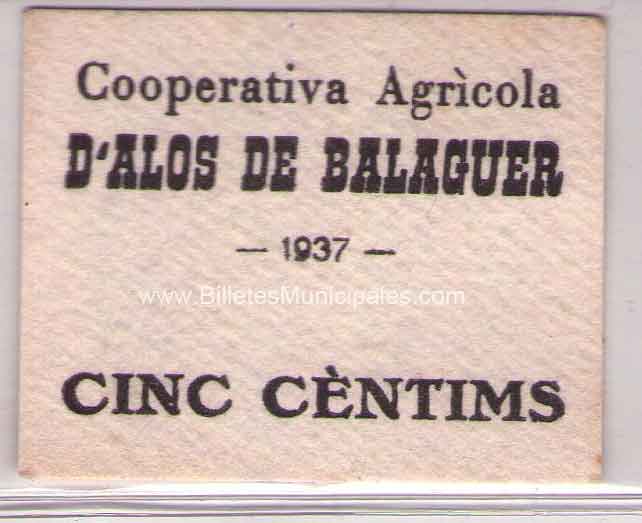 Cooperativa Agrìcola
D'ALOS DE BALAGUER
— 1937 —
www.BilletesMunicipales.com
CINC CÈNTIMS